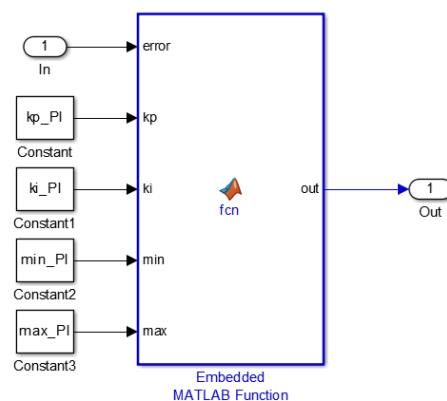 1
In
error
kp_PI
Constant
kp
ki_PI
Constant1
ki
fcn
out
1
Out
min_PI
Constant2
min
max_PI
Constant3
max
Embedded
MATLAB Function